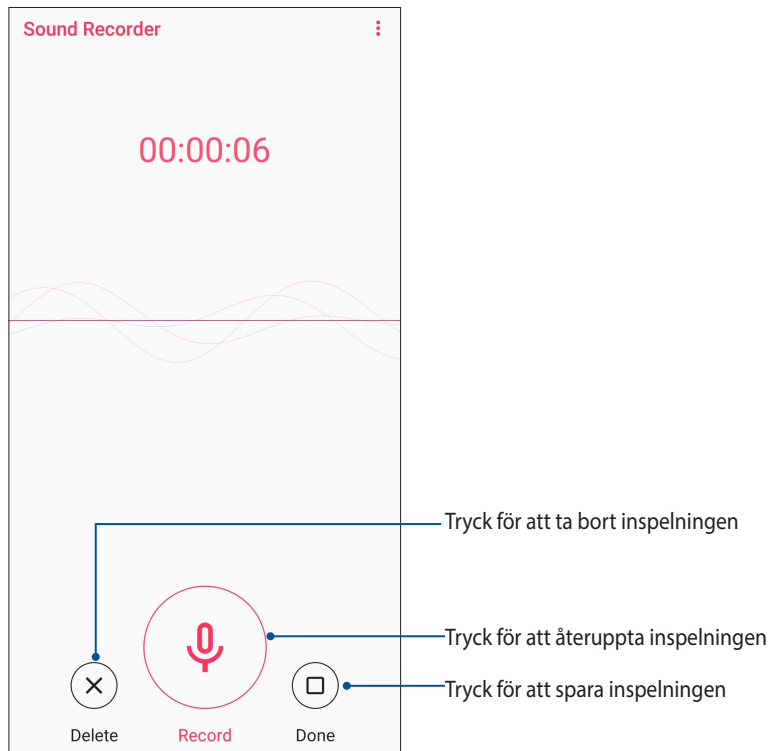 Sound Recorder
00:00:06
Tryck för att ta bort inspelningen
Tryck för att återuppta inspelningen
Tryck för att spara inspelningen
Delete
Record
Done